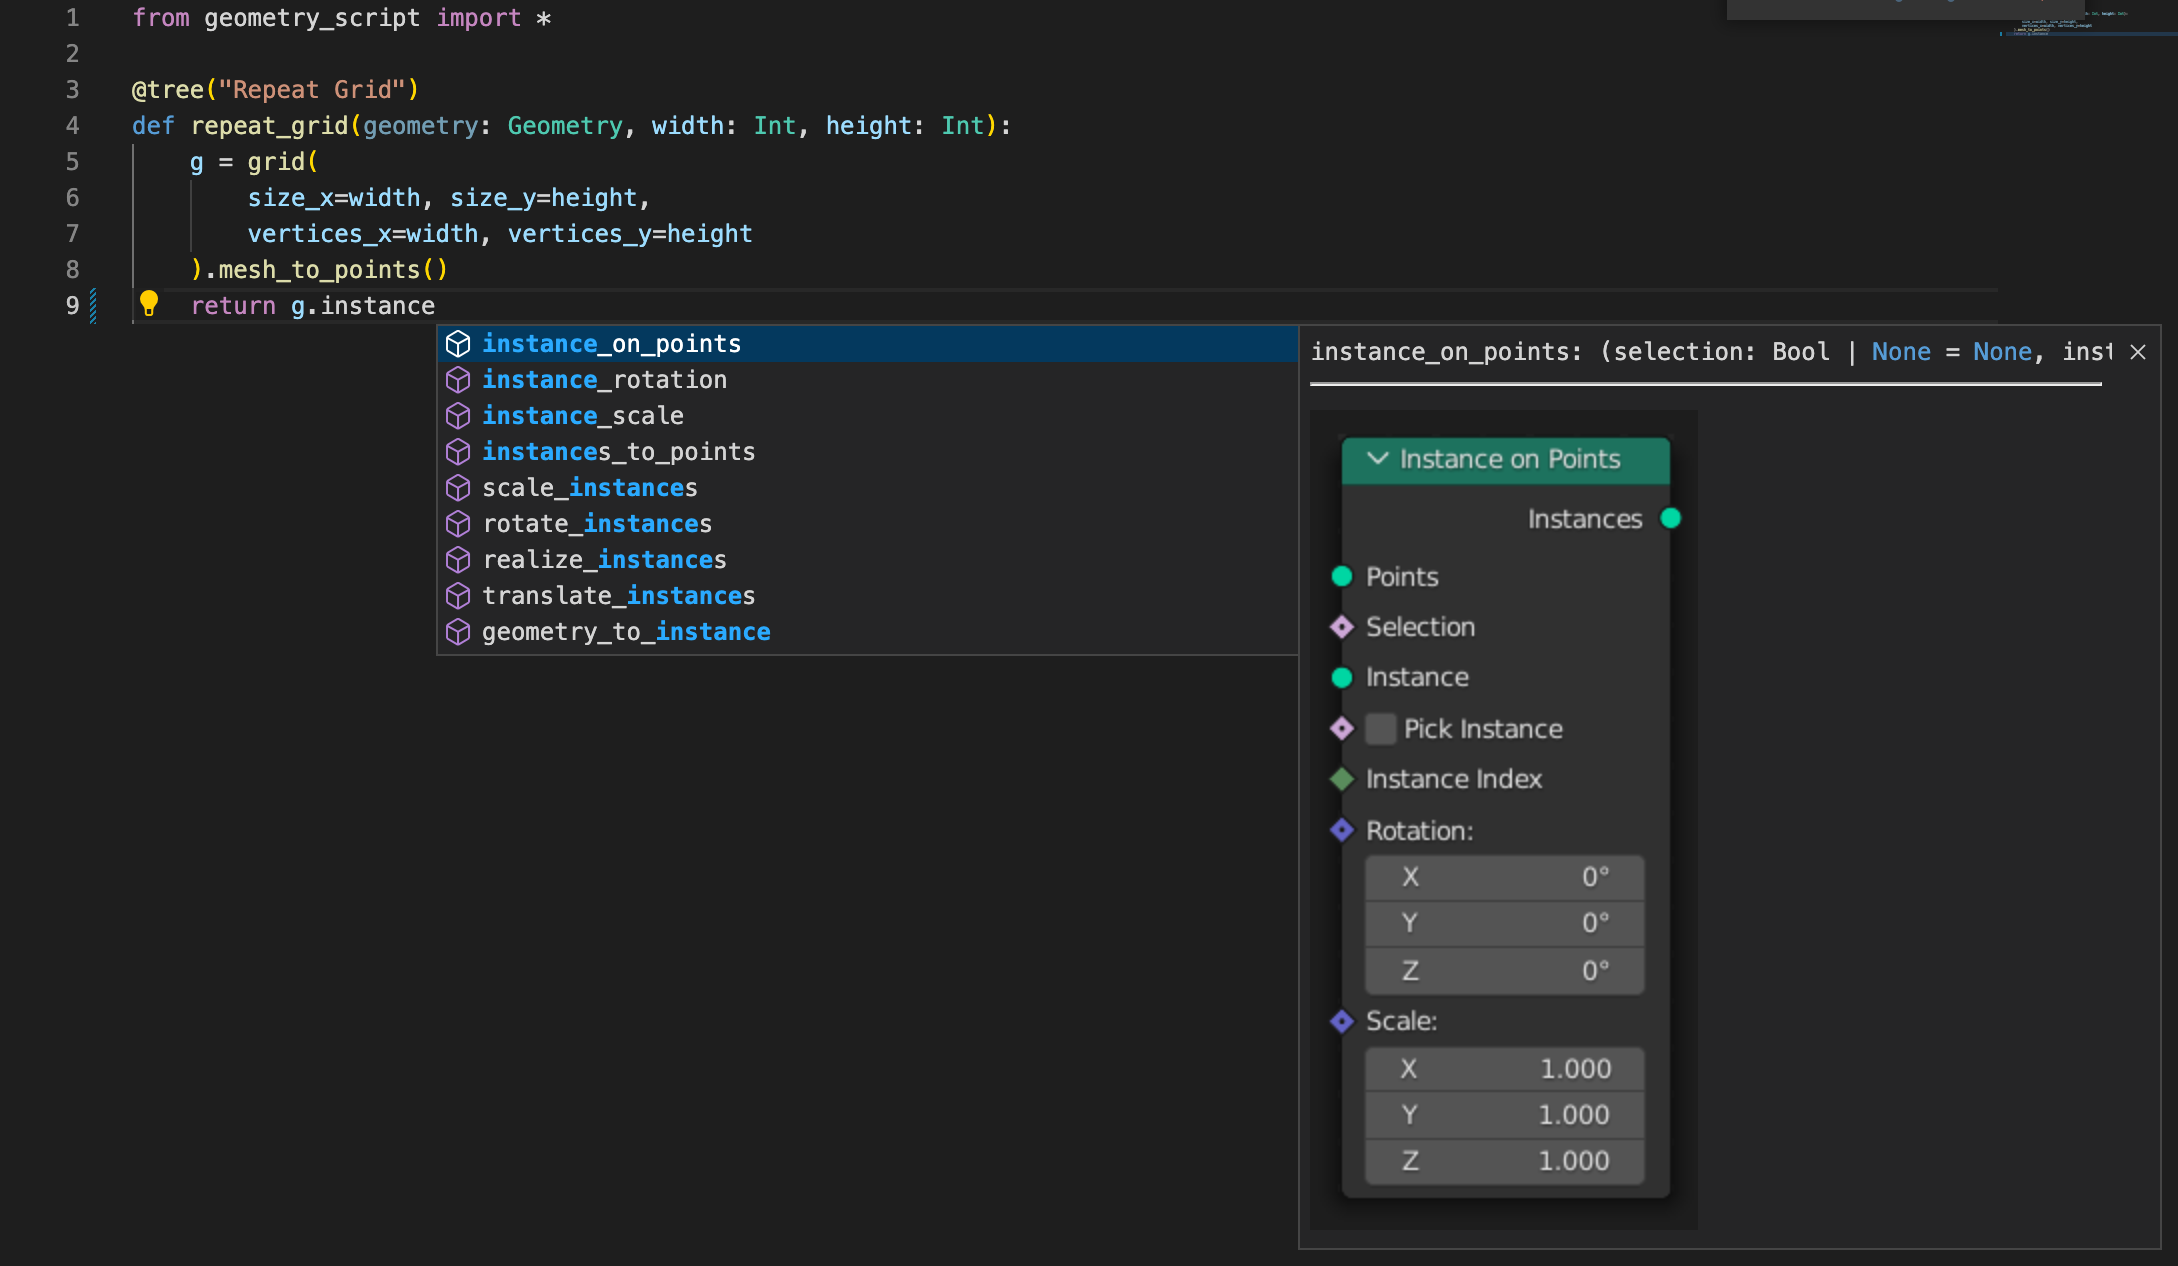 1 from geometry_script import *
2
3 @tree("Repeat Grid")
4 def repeat_grid(geometry: Geometry, width: Int, height: Int):
5 g = grid(
6 size_x=width, size_y=height,
7 vertices_x=width, vertices_y=height
8 ).mesh_to_points()
9 return g.instance
instance_on_points
instance_rotation
instance_scale
instances_to_points
scale_instances
rotate_instances
realize_instances
translate_instances
geometry_to_instance
instance_on_points: (selection: Bool | None = None, inst
Instance on Points
Instances
Points
Selection
Instance
Pick Instance
Instance Index
Rotation:
X 0°
Y 0°
Z 0°
Scale:
X 1.000
Y 1.000
Z 1.000